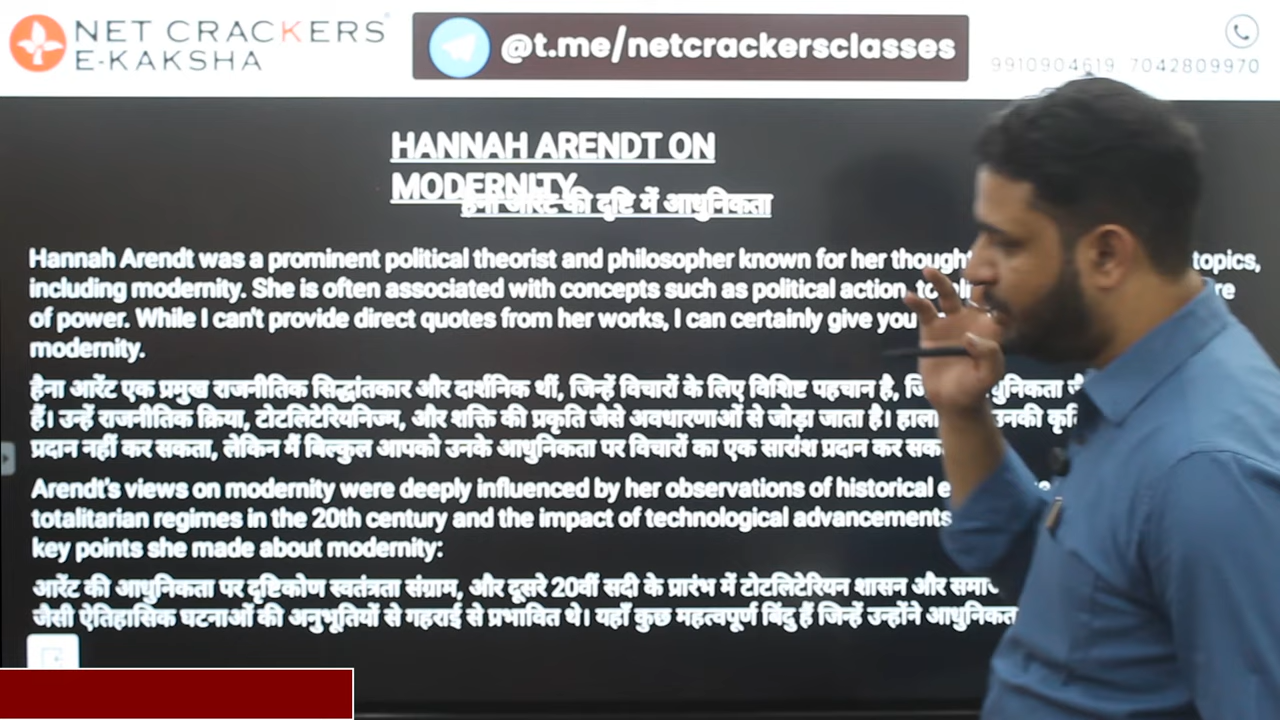 NET CRACKERS
E-KAKSHA
@t.me/netcrackersclasses
9910904619 7042809970
HANNAH ARENDT ON
MODERNITY
हैना आरेंट की दृष्टि में आधुनिकता
Hannah Arendt was a prominent political theorist and philosopher known for her topics,
including modernity. She is often associated with concepts such as political action,
of power. While I can't provide direct quotes from her works, I can certainly give you
modernity.
हैना आरेंट एक प्रमुख राजनीतिक सिद्धांतकार और दार्शनिक थीं, जिन्हें विचारों के लिए विशिष्ट पहचान है,
हैं। उन्हें राजनीतिक क्रिया, टोटलिटेरियनिज्म, और शक्ति की प्रकृति जैसे अवधारणाओं से जोड़ा जाता है। उनकी
प्रदान नहीं कर सकता, लेकिन मैं बिल्कुल आपको उनके आधुनिकता पर विचारों का एक सारांश प्रदान कर
Arendt's views on modernity were deeply influenced by her observations of historical
totalitarian regimes in the 20th century and the impact of technological advancements
key points she made about modernity:
आरेंट की आधुनिकता पर दृष्टिकोण स्वतंत्रता संग्राम, और दूसरे 20वीं सदी के प्रारंभ में टोटलिटेरियन शासन और
जैसी ऐतिहासिक घटनाओं की अनुभूतियों से गहराई से प्रभावित थे। यहाँ कुछ महत्वपूर्ण बिंदु हैं जिन्हें उन्होंने